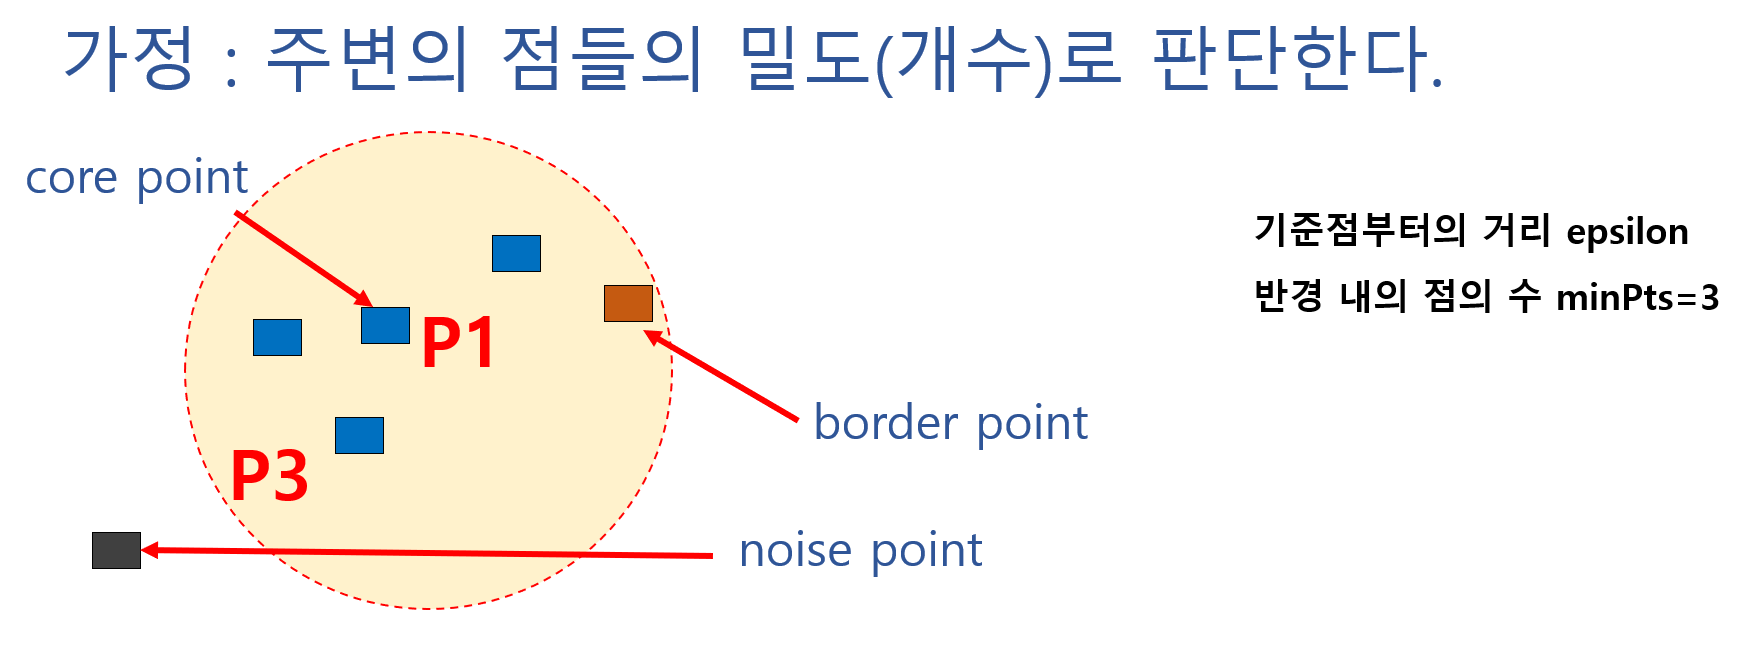 가정 : 주변의 점들의 밀도(개수)로 판단한다.
core point
기준점부터의 거리 epsilon
반경 내의 점의 수 minPts=3
P1
border point
P3
noise point